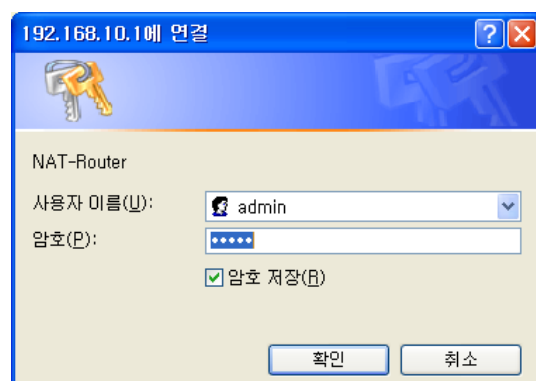 192.168.10.1에 연결
NAT-Router
사용자 이름(U):
admin
암호(P):
•••••
암호 저장(R)
확인
취소